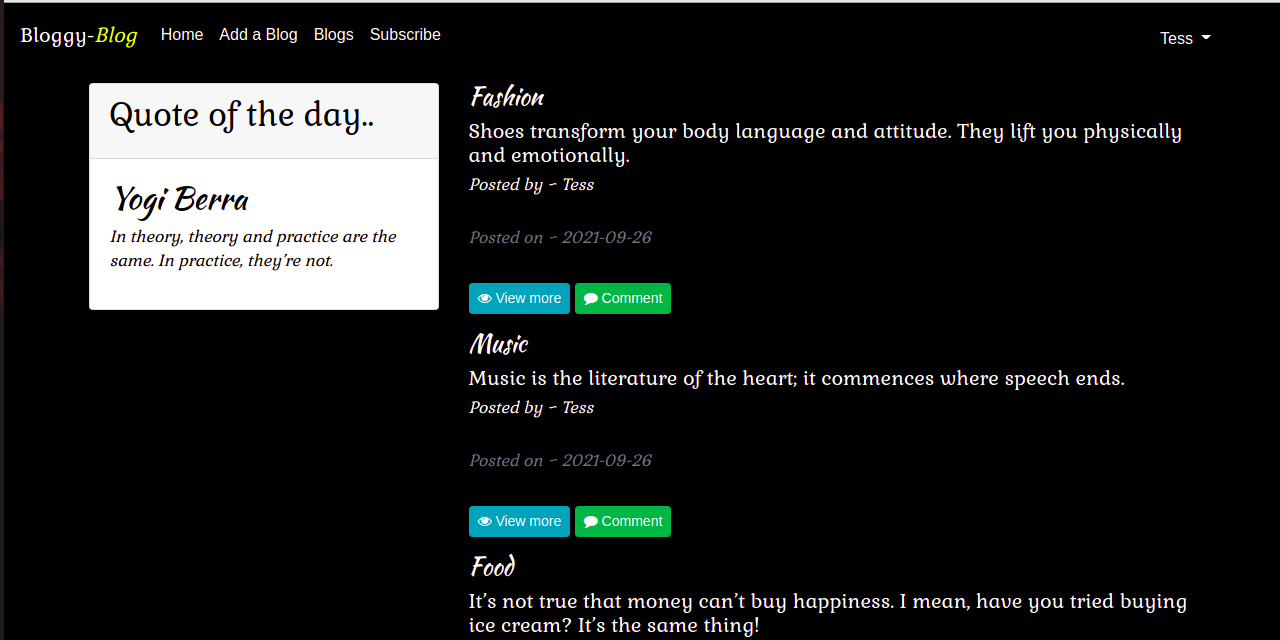 Bloggy-Blog Home Add a Blog Blogs Subscribe Tess
Quote of the day..
Yogi Berra
In theory, theory and practice are the
same. In practice, they’re not.
Fashion
Shoes transform your body language and attitude. They lift you physically
and emotionally.
Posted by ~ Tess
Posted on ~ 2021-09-26
View more Comment
Music
Music is the literature of the heart; it commences where speech ends.
Posted by ~ Tess
Posted on ~ 2021-09-26
View more Comment
Food
It’s not true that money can’t buy happiness. I mean, have you tried buying
ice cream? It’s the same thing!